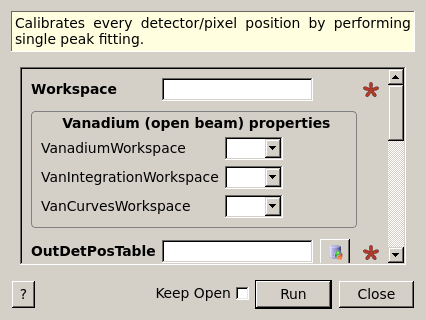 Calibrates every detector/pixel position by performing
single peak fitting.
Workspace
Vanadium (open beam) properties
VanadiumWorkspace
VanIntegrationWorkspace
VanCurvesWorkspace
OutDetPosTable
? Keep Open Run Close